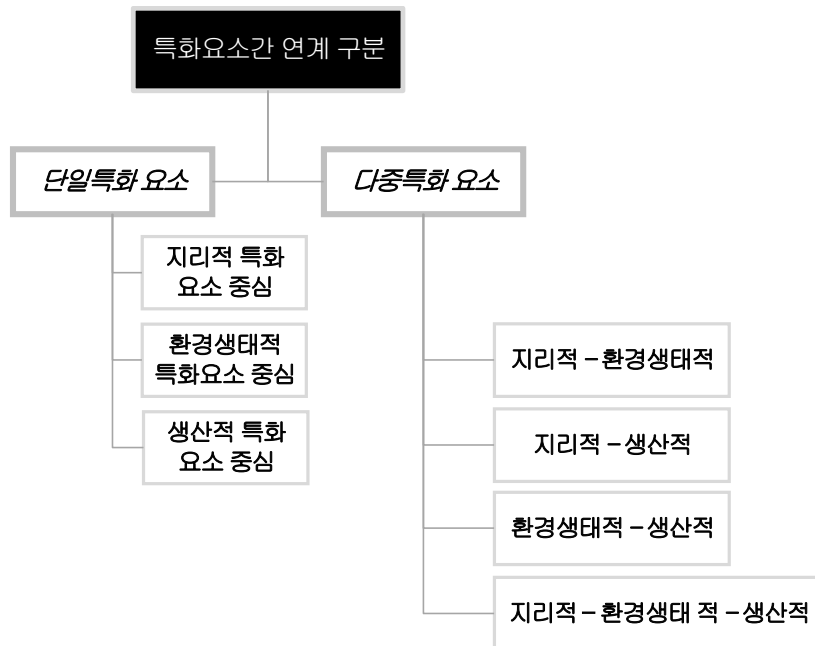 특화요소간 연계 구분
단일특화 요소
다중특화 요소
지리적 특화
요소 중심
환경생태적
특화요소 중심
생산적 특화
요소 중심
지리적 – 환경생태적
지리적 – 생산적
환경생태적 – 생산적
지리적 – 환경생태 적 – 생산적